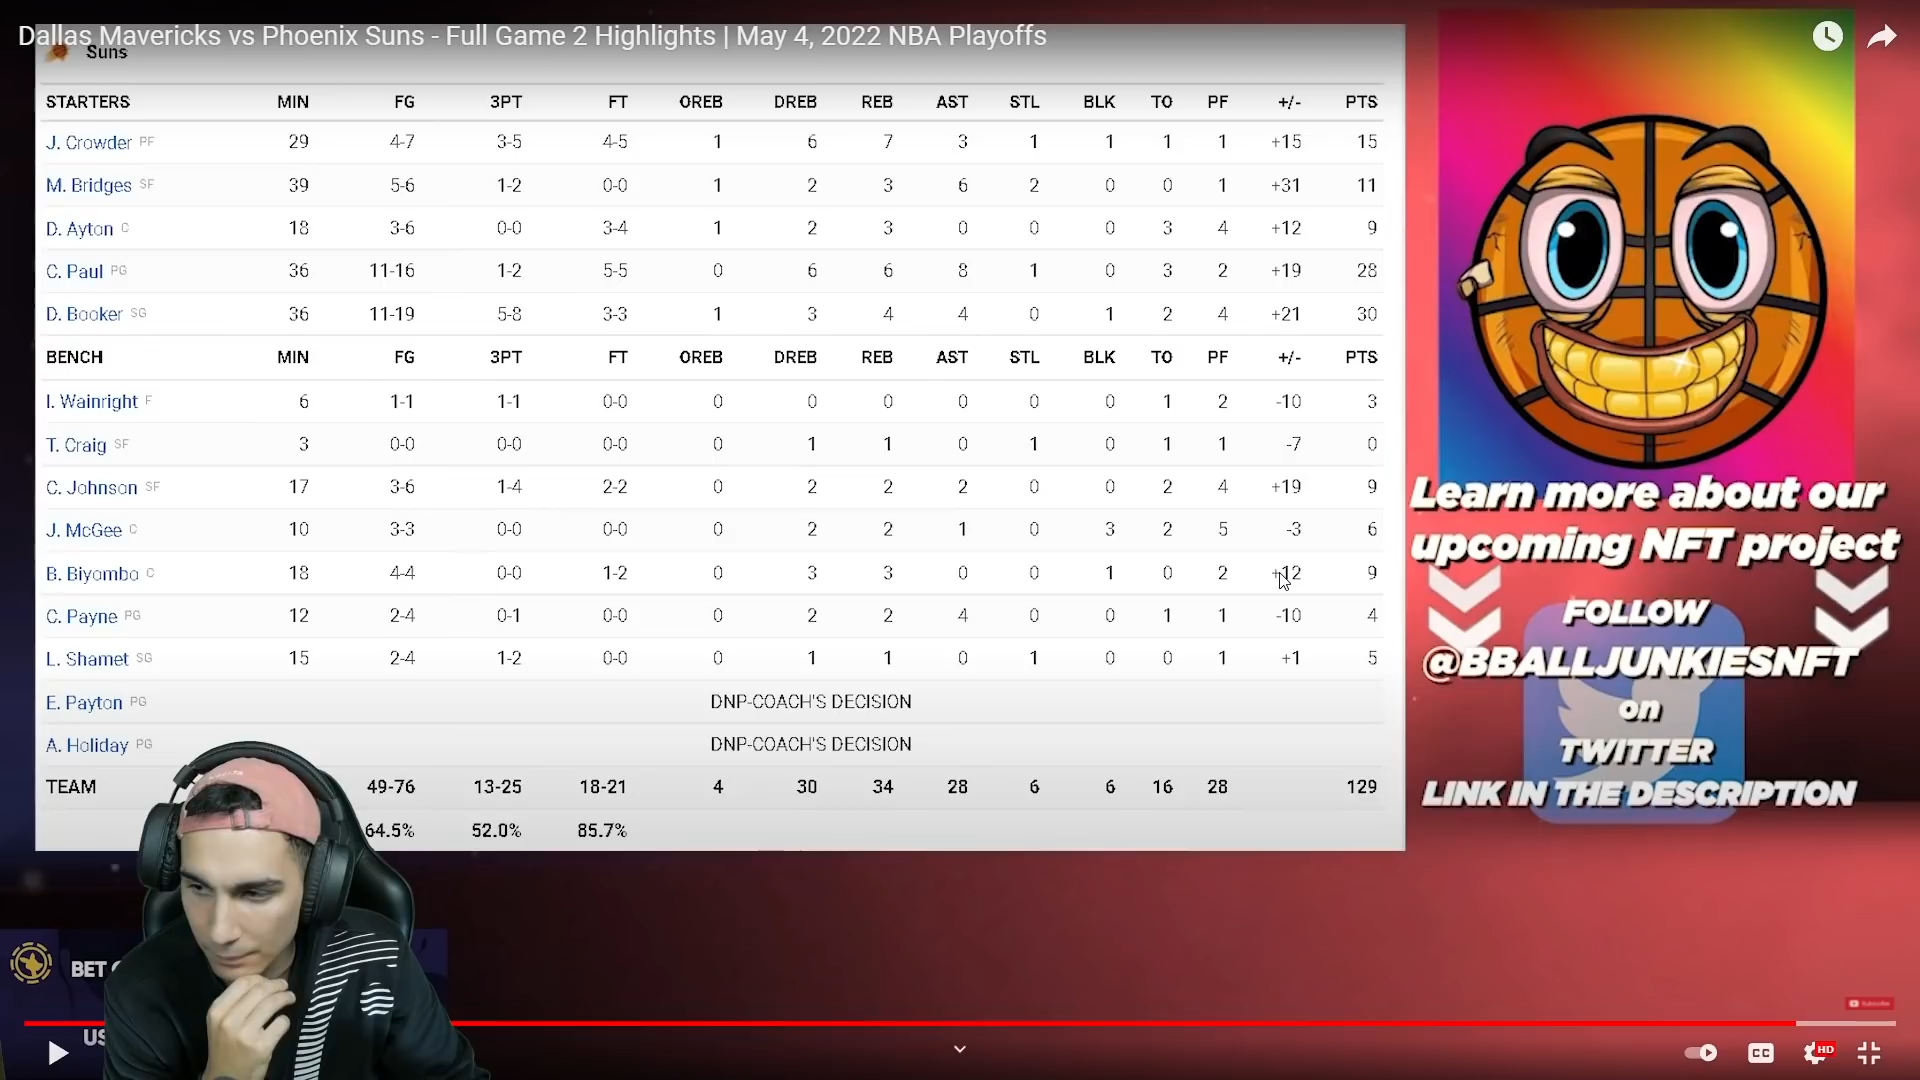 Dallas Mavericks vs Phoenix Suns - Full Game 2 Highlights | May 4, 2022 NBA Playoffs
Suns
STARTERS MIN FG 3PT FT OREB DREB REB AST STL BLK TO PF +/- PTS
J. Crowder PF 29 4-7 3-5 4-5 1 6 7 3 1 1 1 1 +15 15
M. Bridges SF 39 5-6 1-2 0-0 1 2 3 6 2 0 0 1 +31 11
D. Ayton C 18 3-6 0-0 3-4 1 2 3 0 0 0 3 4 +12 9
C. Paul PG 36 11-16 1-2 5-5 0 6 6 8 1 0 3 2 +19 28
D. Booker SG 36 11-19 5-8 3-3 1 3 4 4 0 1 2 4 +21 30
BENCH MIN FG 3PT FT OREB DREB REB AST STL BLK TO PF +/- PTS
I. Wainright F 6 1-1 1-1 0-0 0 0 0 0 0 0 1 2 -10 3
T. Craig SF 3 0-0 0-0 0-0 0 1 1 0 1 0 1 1 -7 0
C. Johnson SF 17 3-6 1-4 2-2 0 2 2 2 0 0 2 4 +19 9
J. McGee C 10 3-3 0-0 0-0 0 2 2 1 0 3 2 5 -3 6
B. Biyombo C 18 4-4 0-0 1-2 0 3 3 0 0 1 0 2 +12 9
C. Payne PG 12 2-4 0-1 0-0 0 2 2 4 0 0 1 1 -10 4
L. Shamet SG 15 2-4 1-2 0-0 0 1 1 0 1 0 0 1 +1 5
E. Payton PG DNP-COACH'S DECISION
A. Holiday PG DNP-COACH'S DECISION
TEAM 49-76 13-25 18-21 4 30 34 28 6 6 16 28 129
64.5% 52.0% 85.7%
Learn more about our
upcoming NFT project
FOLLOW
@BBALLJUNKIESNFT
on
TWITTER
LINK IN THE DESCRIPTION
BET
US
Subscribe
CC
HD